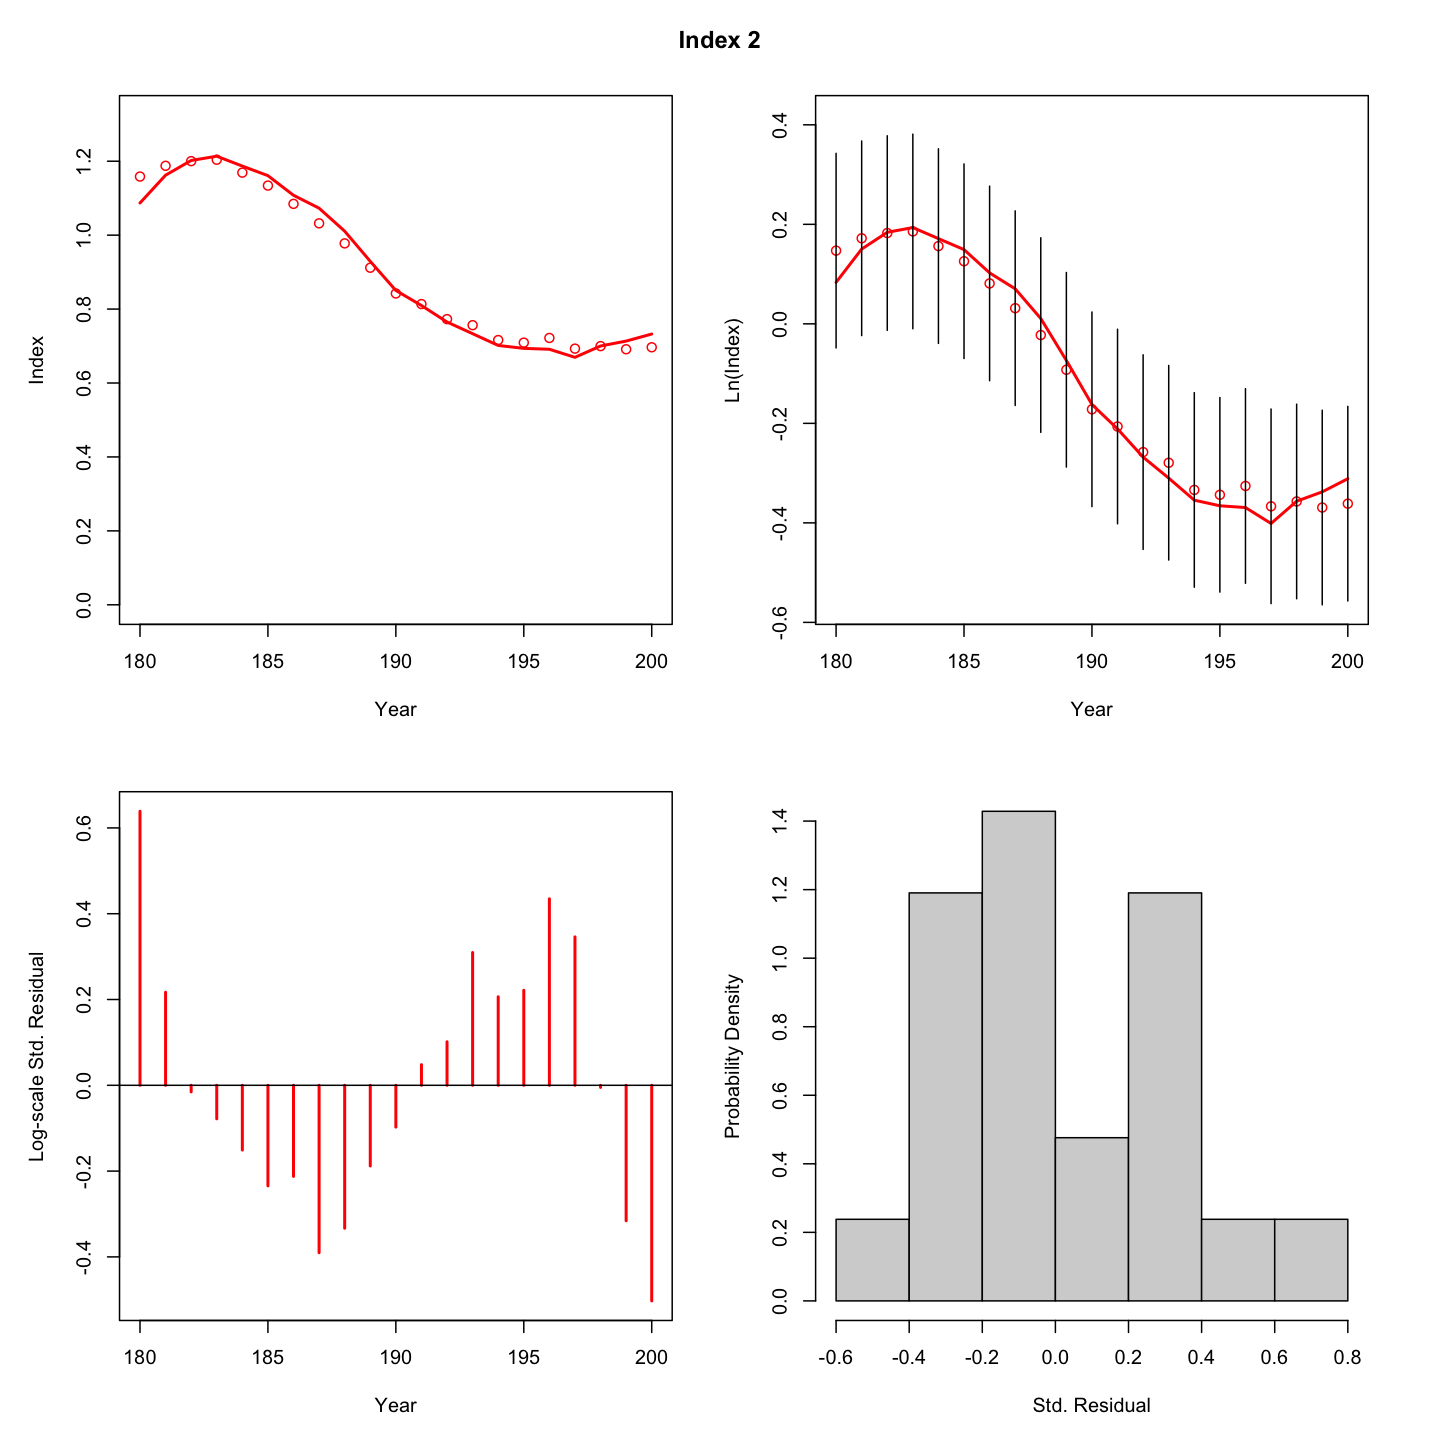 Index 2
Index
0.0 0.2 0.4 0.6 0.8 1.0 1.2
180 185 190 195 200
Year
Ln(Index)
-0.6 -0.4 -0.2 0.0 0.2 0.4
180 185 190 195 200
Year
Log-scale Std. Residual
-0.4 -0.2 0.0 0.2 0.4 0.6
180 185 190 195 200
Year
Probability Density
0.0 0.2 0.4 0.6 0.8 1.0 1.2 1.4
-0.6 -0.4 -0.2 0.0 0.2 0.4 0.6 0.8
Std. Residual